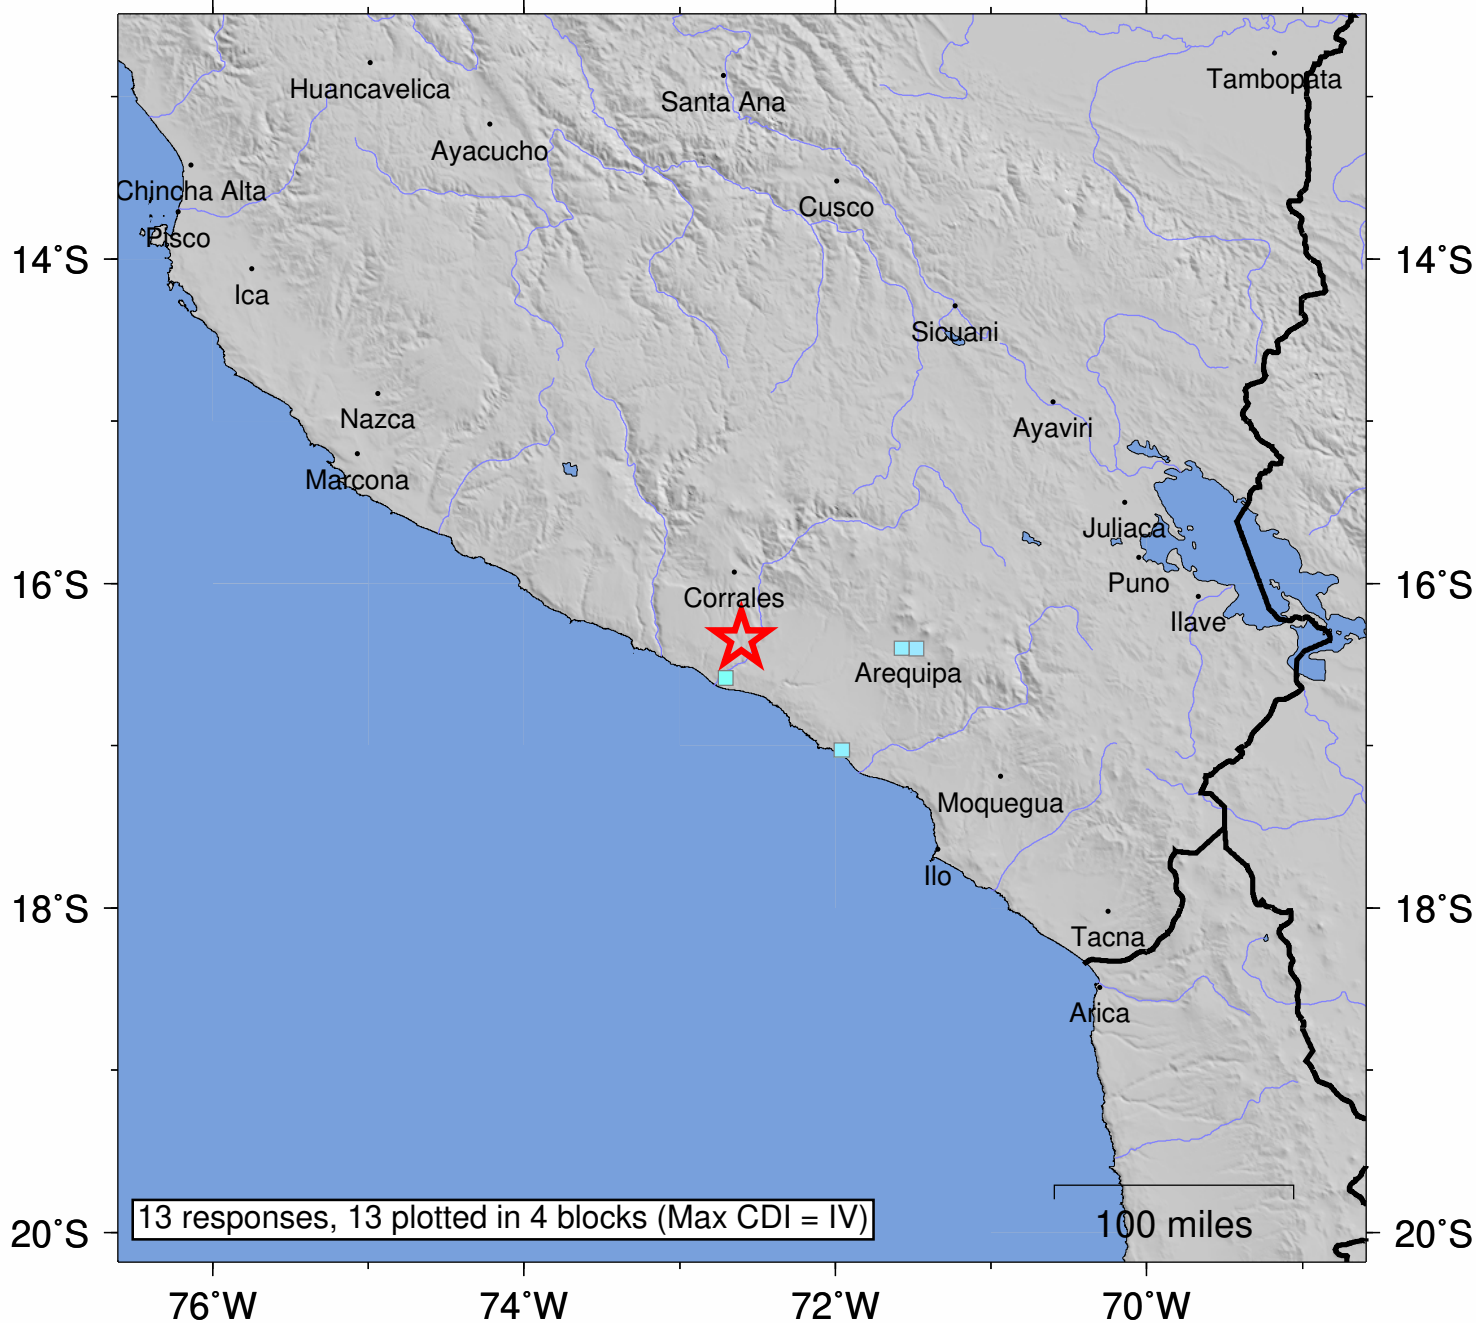 Tambopata
Huancavelica
Santa Ana
Ayacucho
Chincha Alta
Cusco
Pisco
14°S
14°S
Ica
Sicuani
Nazca
Ayaviri
Marcona
Juliaca
16°S
Puno
16°S
Corrales
Ilave
Arequipa
Moquegua
Ilo
18°S
18°S
Tacna
Arica
13 responses, 13 plotted in 4 blocks (Max CDI = IV)
100 miles
20°S
20°S
76°W
74°W
72°W
70°W